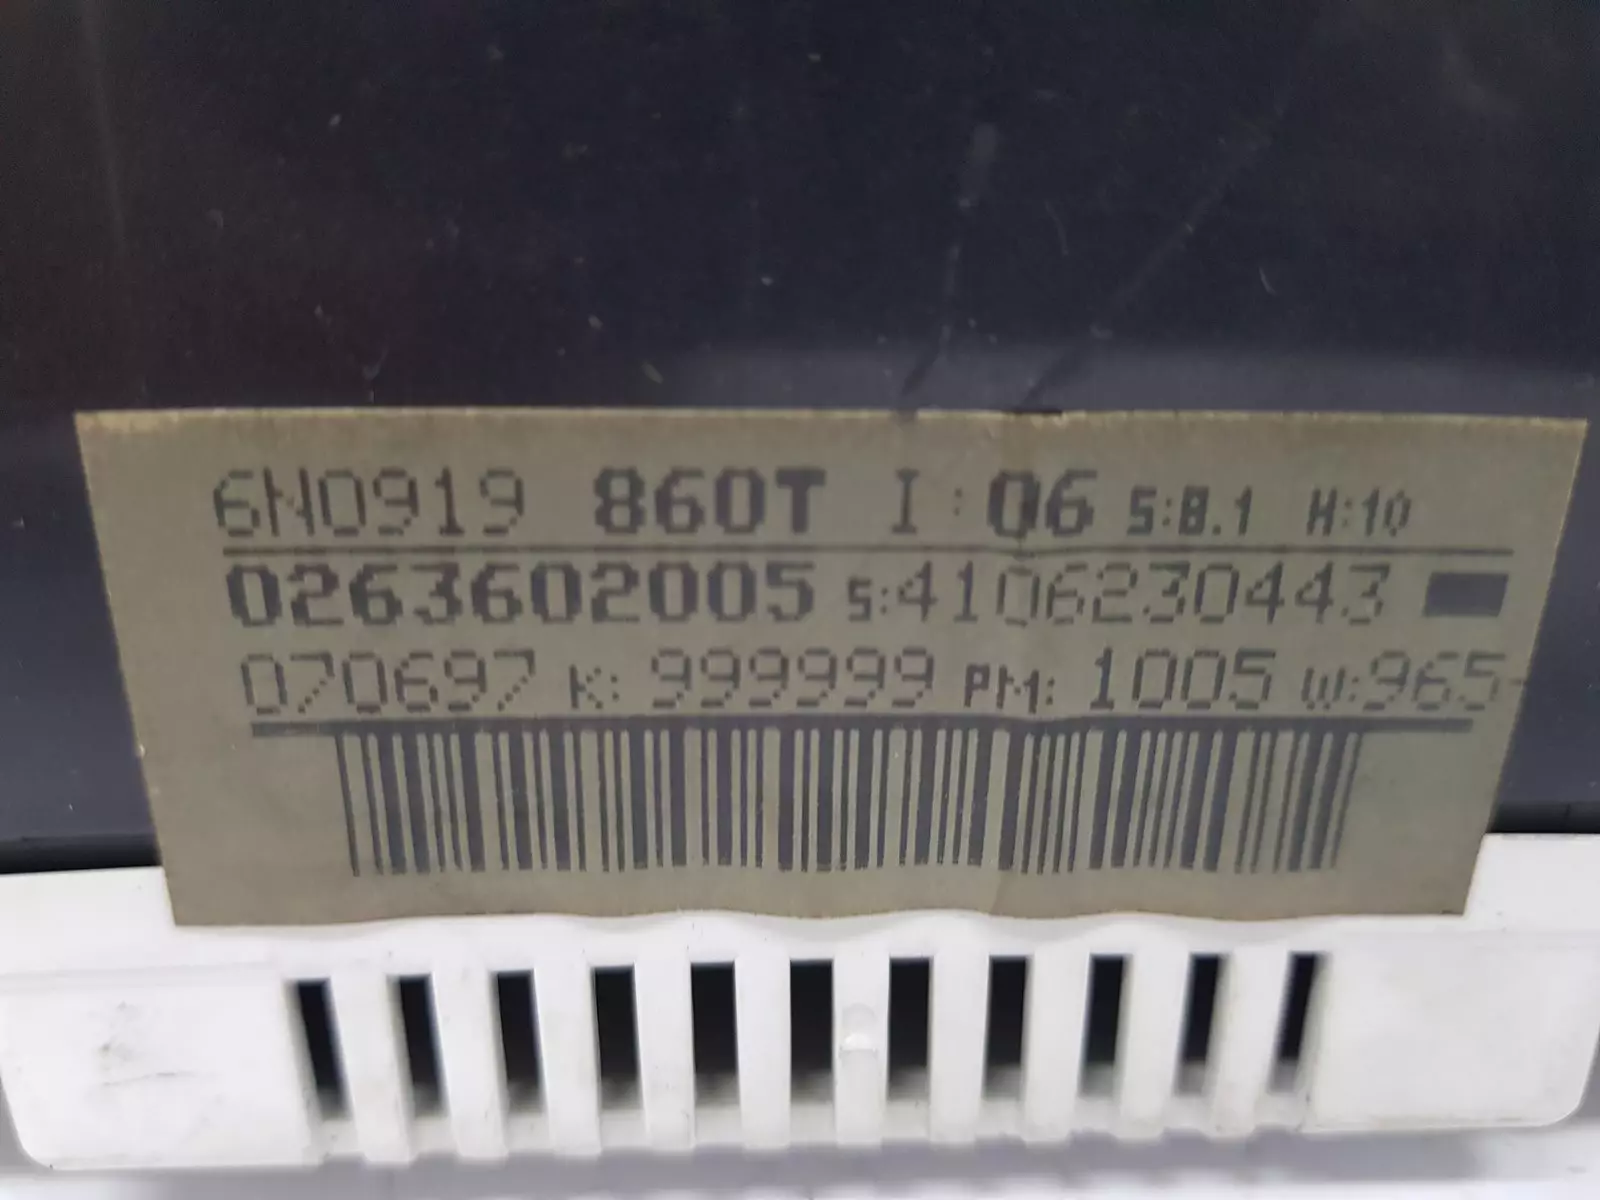 6N0919 860T I:06 S:8.1 H:10
0263602005 S:4106230443
070697 K: 999999 PM: 1005 W:965